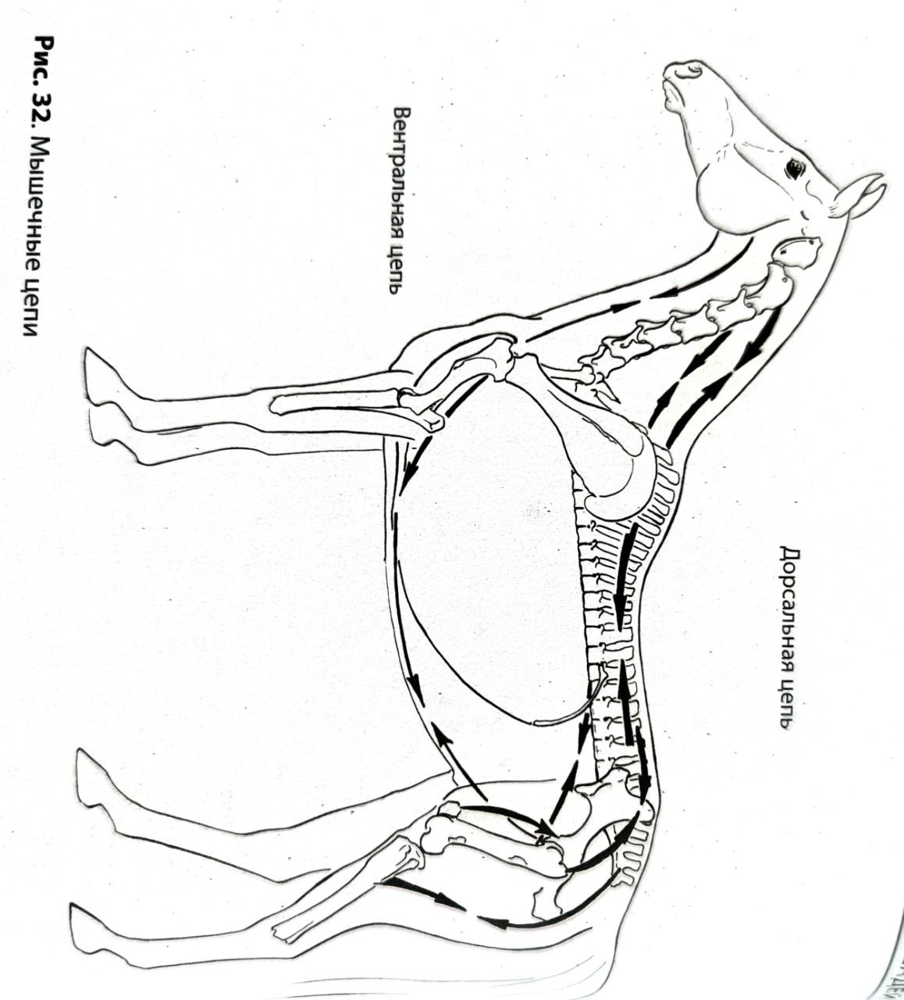 Дорсальная цепь
Вентральная цепь
Рис. 32. Мышечные цепи